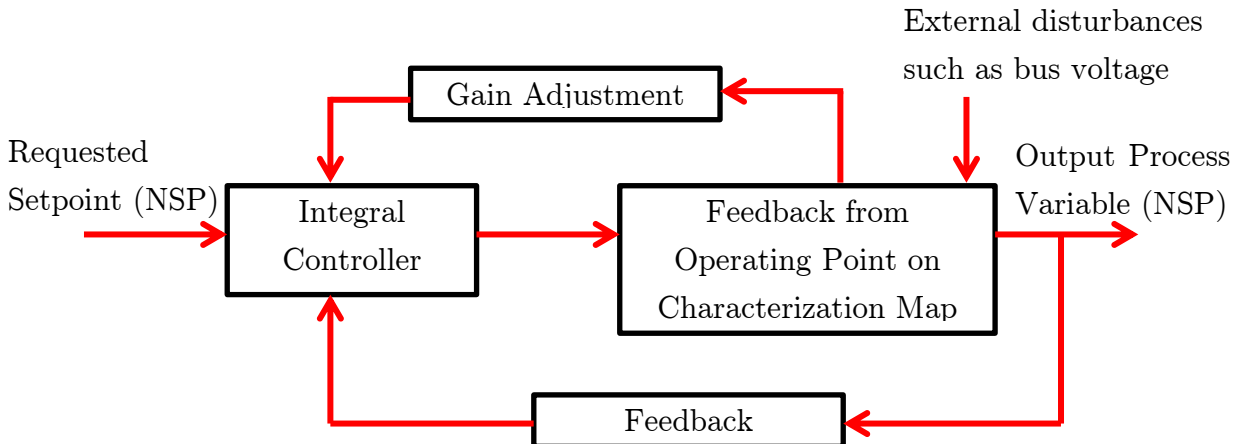 External disturbances
such as bus voltage
Gain Adjustment
Requested
Setpoint (NSP)
Integral
Controller
Feedback from
Operating Point on
Characterization Map
Output Process
Variable (NSP)
Feedback